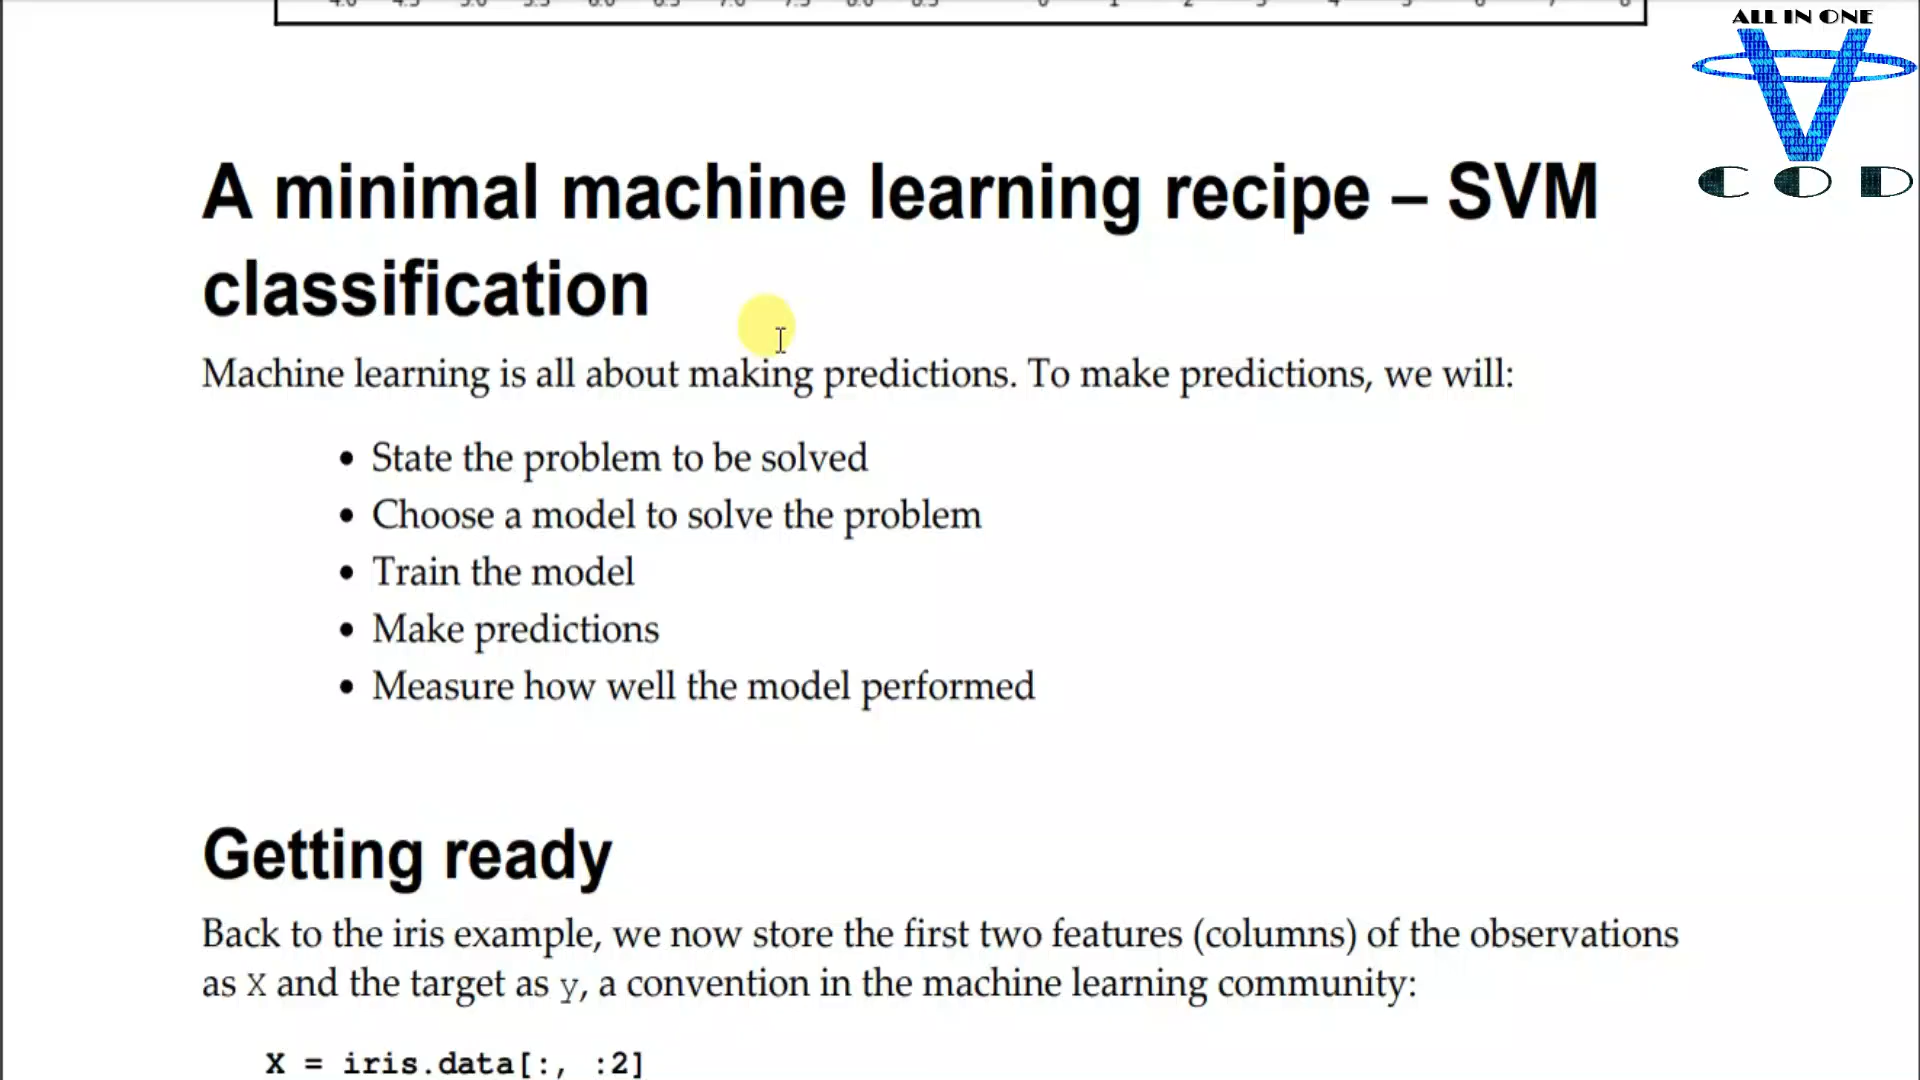 ALL IN ONE
COD
A minimal machine learning recipe – SVM
classification
Machine learning is all about making predictions. To make predictions, we will:
• State the problem to be solved
• Choose a model to solve the problem
• Train the model
• Make predictions
• Measure how well the model performed
Getting ready
Back to the iris example, we now store the first two features (columns) of the observations
as X and the target as y, a convention in the machine learning community:
X = iris.data[:, :2]